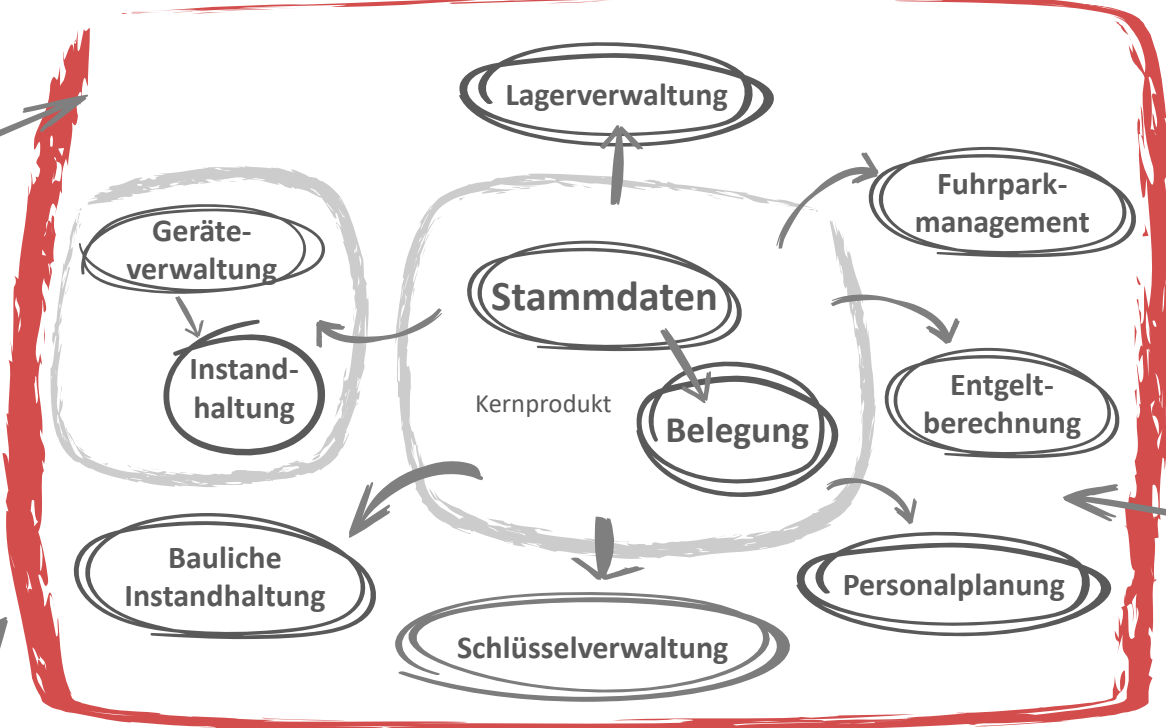 Lagerverwaltung
Fuhrpark-
management
Geräte-
verwaltung
Stammdaten
Instand-
haltung
Kernprodukt
Belegung
Entgelt-
berechnung
Bauliche
Instandhaltung
Personalplanung
Schlüsselverwaltung